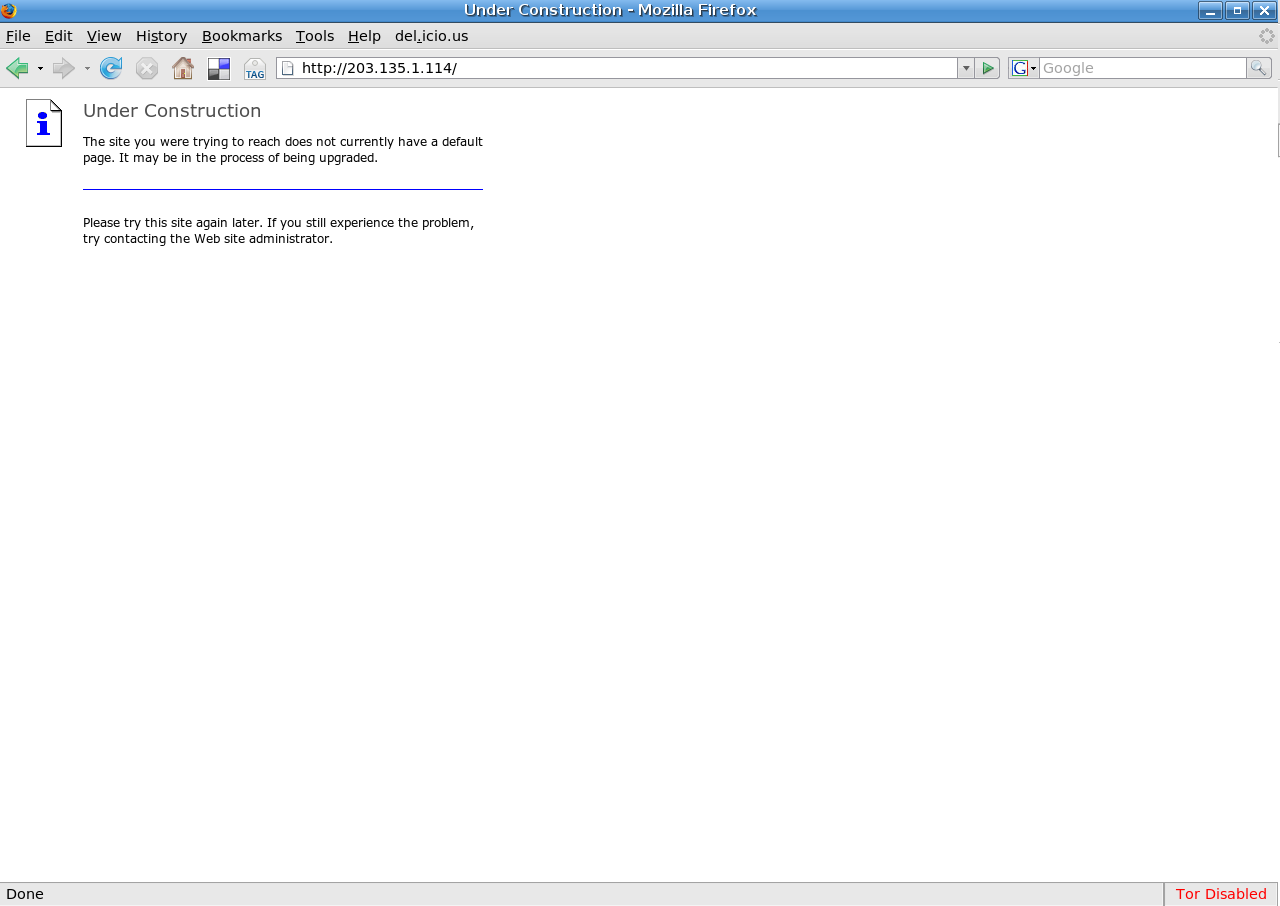 Under Construction - Mozilla Firefox
File Edit View History Bookmarks Tools Help del.icio.us
TAG http://203.135.1.114/ G Google
Under Construction
The site you were trying to reach does not currently have a default
page. It may be in the process of being upgraded.
Please try this site again later. If you still experience the problem,
try contacting the Web site administrator.
Done Tor Disabled